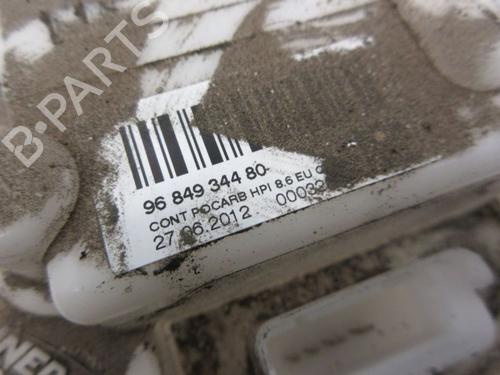 B-PARTS
96 849 344 80
CONT POCARB HPI 8.6 EU
27.06.2012